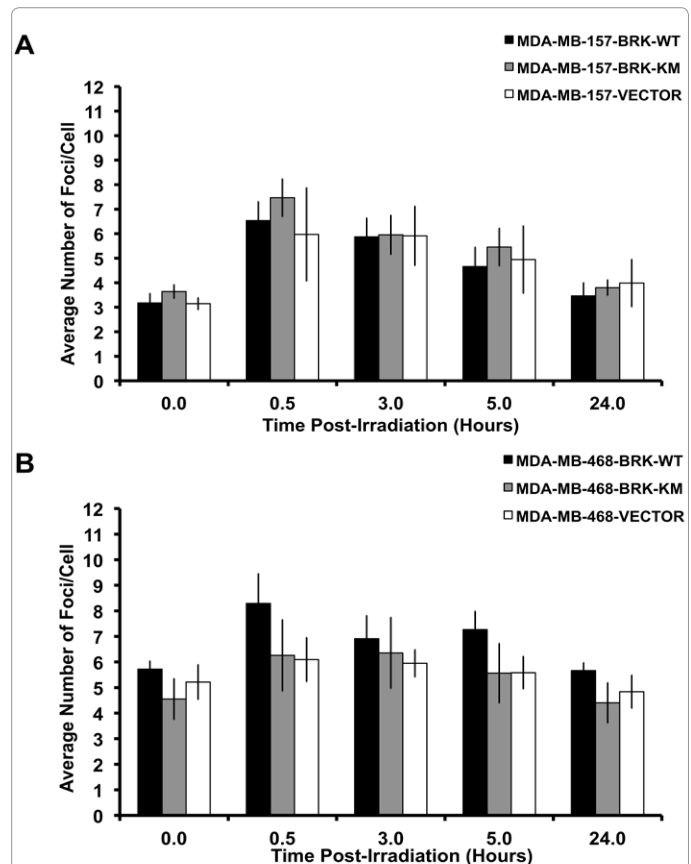 A
MDA-MB-157-BRK-WT
MDA-MB-157-BRK-KM
MDA-MB-157-VECTOR
Average Number of Foci/Cell
12
11
10
9
8
7
6
5
4
3
2
1
0
0.0 0.5 3.0 5.0 24.0
Time Post-Irradiation (Hours)
B
MDA-MB-468-BRK-WT
MDA-MB-468-BRK-KM
MDA-MB-468-VECTOR
Average Number of Foci/Cell
12
11
10
9
8
7
6
5
4
3
2
1
0
0.0 0.5 3.0 5.0 24.0
Time Post-Irradiation (Hours)